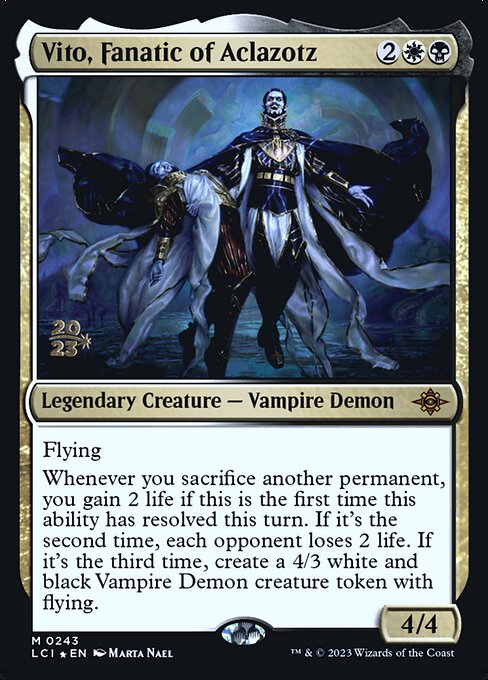 Vito, Fanatic of Aclazotz 2
20
23
Legendary Creature — Vampire Demon
Flying
Whenever you sacrifice another permanent,
you gain 2 life if this is the first time this
ability has resolved this turn. If it's the
second time, each opponent loses 2 life. If
it's the third time, create a 4/3 white and
black Vampire Demon creature token with
flying.
4/4
M 0243
LCI ★ EN MARTA NAEL
™ & © 2023 Wizards of the Coast